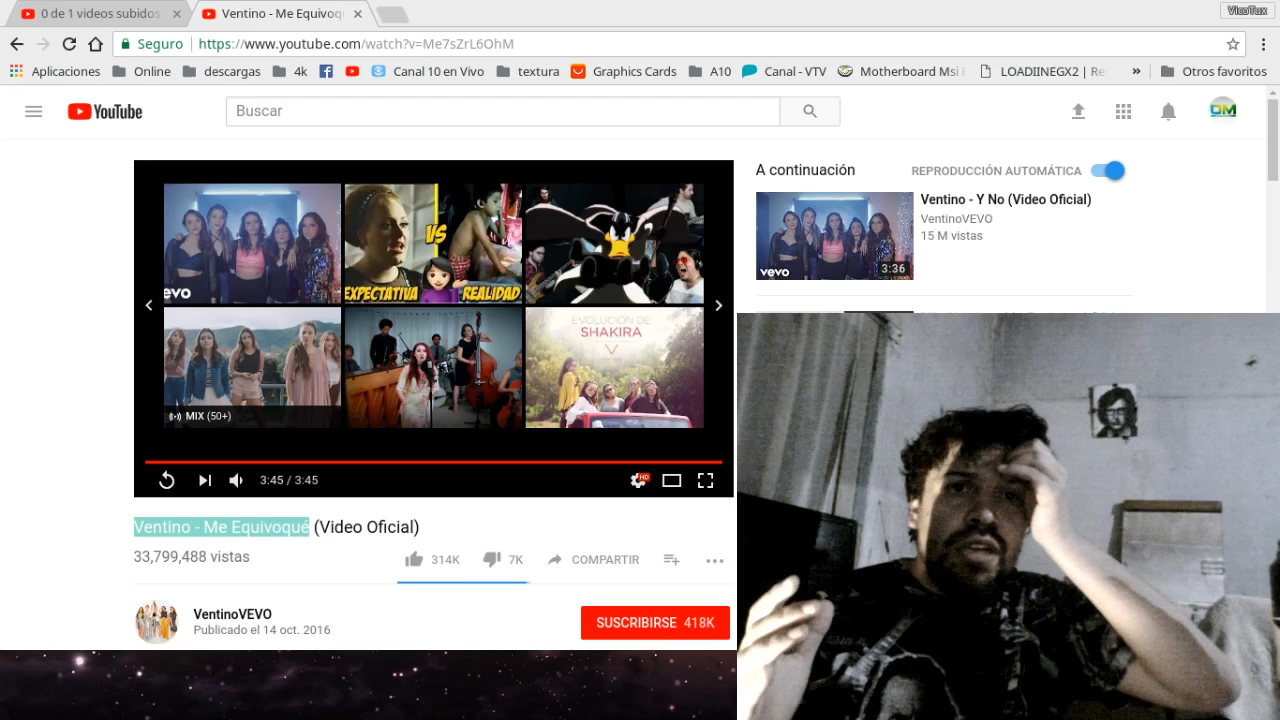 0 de 1 videos subidos
Ventino - Me Equivoq
VicoTux
Seguro
https://www.youtube.com/watch?v=Me7sZrL6OhM
Aplicaciones
Online
descargas
4k
Canal 10 en Vivo
textura
Graphics Cards
A10
Canal - VTV
Motherboard Msi
LOADIINEGX2 | Re
»
Otros favoritos
YouTube
Buscar
OM
A continuación
REPRODUCCIÓN AUTOMÁTICA
Ventino - Y No (Video Oficial)
VentinoVEVO
15 M vistas
vevo
3:36
evo
VS
EXPECTATIVA
REALIDAD
MIX (50+)
EVOLUCIÓN DE
SHAKIRA
3:45 / 3:45
HD
Ventino - Me Equivoqué (Video Oficial)
33,799,488 vistas
314K
7K
COMPARTIR
VentinoVEVO
Publicado el 14 oct. 2016
SUSCRIBIRSE 418K